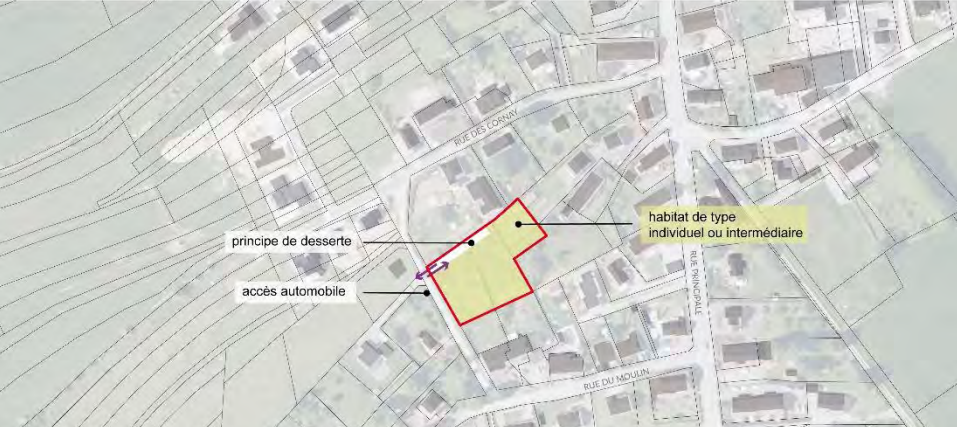 RUE DES CORNAY
habitat de type
individuel ou intermédiaire
principe de desserte
accès automobile
RUE PRINCIPALE
RUE DU MOULIN